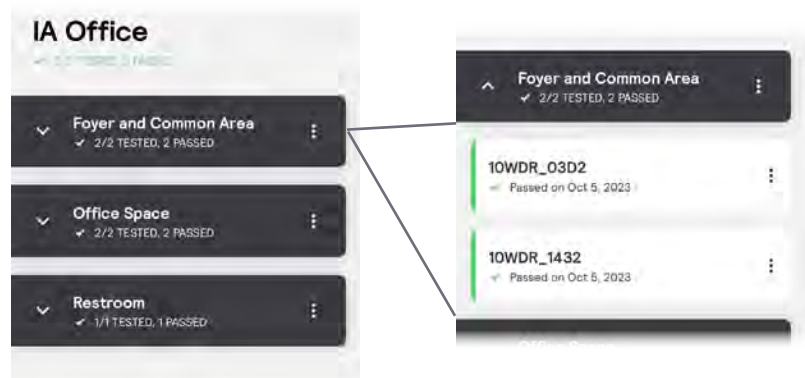 IA Office
Foyer and Common Area
2/2 TESTED, 2 PASSED
Office Space
2/2 TESTED, 2 PASSED
Restroom
1/1 TESTED, 1 PASSED
Foyer and Common Area
2/2 TESTED, 2 PASSED
10WDR_03D2
Passed on Oct 5, 2023
10WDR_1432
Passed on Oct 5, 2023
Office Space